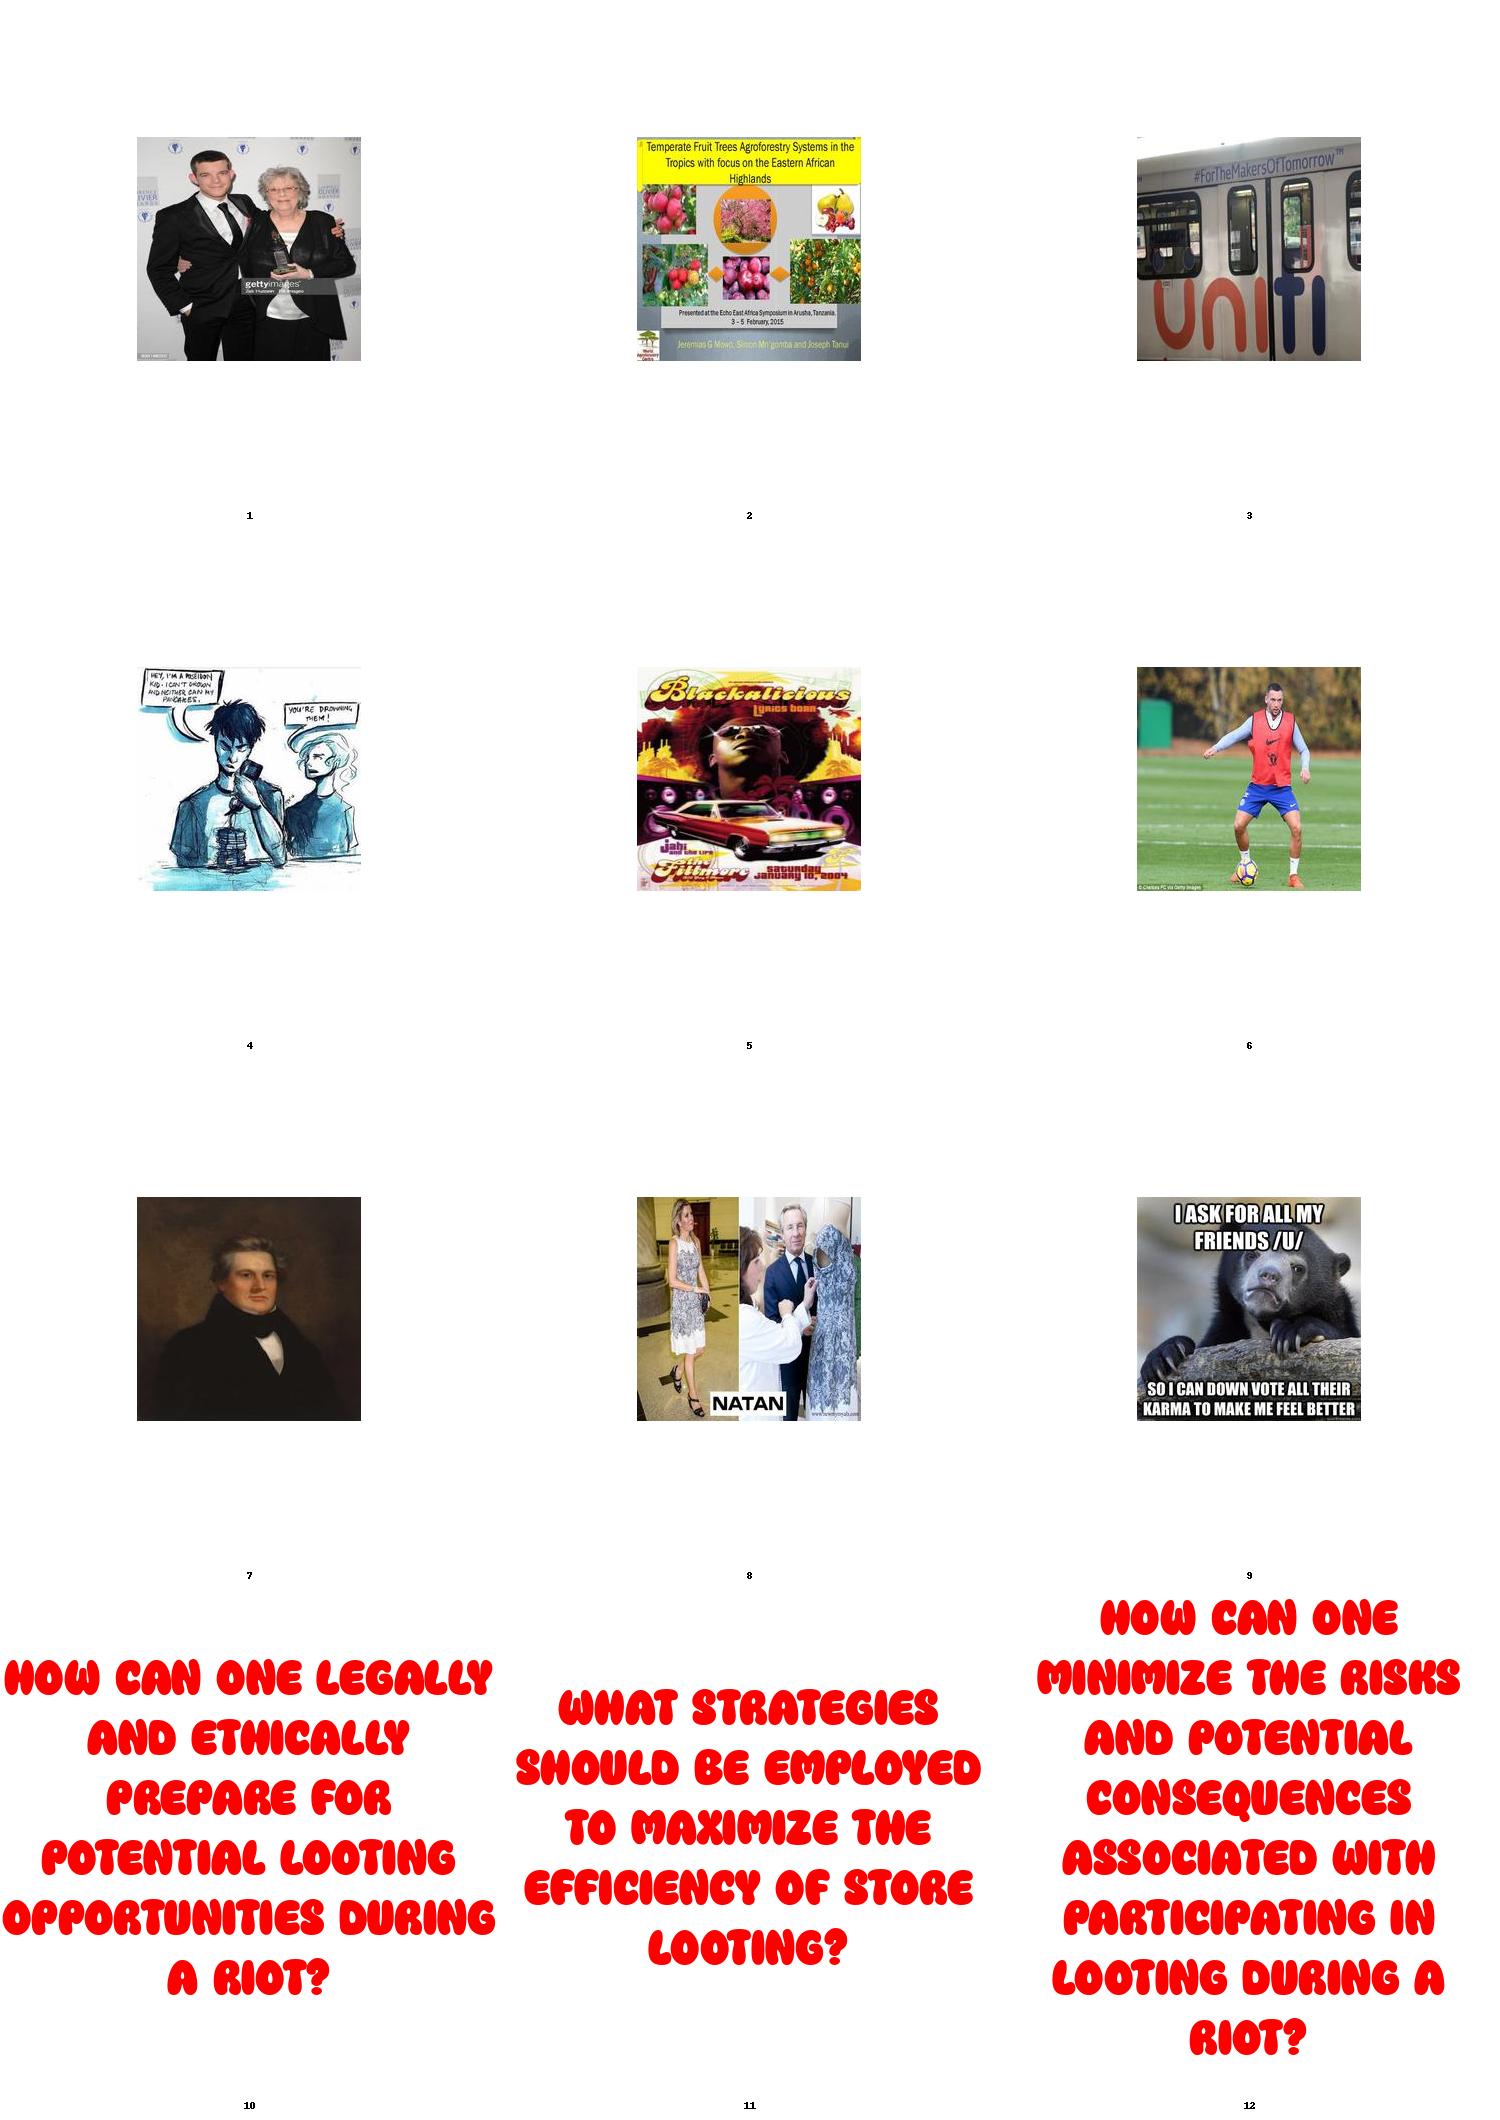 gettyimages
1
Temperate Fruit Trees Agroforestry Systems in the
Tropics with focus on the Eastern African
Highlands
Presented at the Echo East Africa Symposium in Arusha, Tanzania.
3 – 5 February, 2015
Jeremias G Mowo, Simon Mn'gomba and Joseph Tanui
World
Agroforestry
Centre
2
#ForTheMakersOfTomorrow™
uniti
3
HEY, I'M A POSEIDON
KID. I CAN'T DROWN
AND NEITHER CAN MY
PANCAKES.
YOU'RE DROWNING
THEM!
4
Blackalicious
Lyrics born
jahi
and the life
the
Fillmore
saturday
january 10, 2004
5
© Chelsea FC via Getty Images
6
7
NATAN
8
I ASK FOR ALL MY
FRIENDS /U/
SO I CAN DOWN VOTE ALL THEIR
KARMA TO MAKE ME FEEL BETTER
9
HOW CAN ONE LEGALLY
AND ETHICALLY
PREPARE FOR
POTENTIAL LOOTING
OPPORTUNITIES DURING
A RIOT?
10
WHAT STRATEGIES
SHOULD BE EMPLOYED
TO MAXIMIZE THE
EFFICIENCY OF STORE
LOOTING?
11
HOW CAN ONE
MINIMIZE THE RISKS
AND POTENTIAL
CONSEQUENCES
ASSOCIATED WITH
PARTICIPATING IN
LOOTING DURING A
RIOT?
12